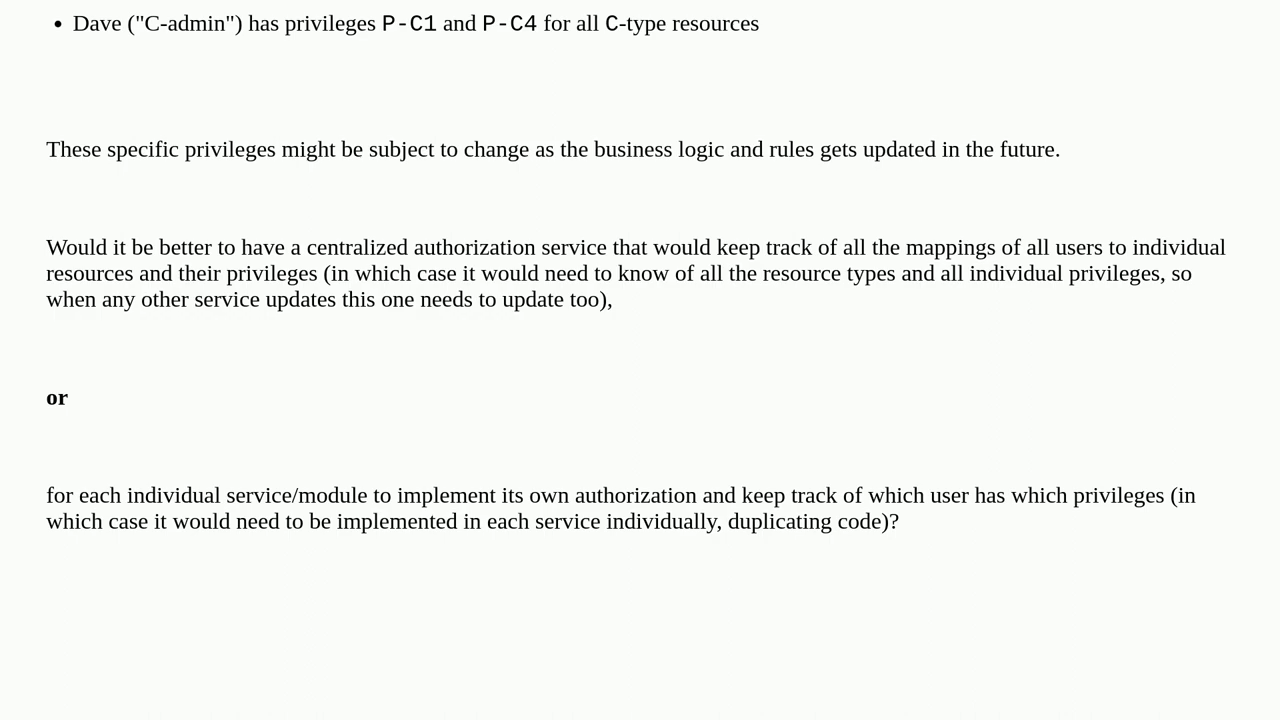 • Dave ("C-admin") has privileges P-C1 and P-C4 for all C-type resources
These specific privileges might be subject to change as the business logic and rules gets updated in the future.
Would it be better to have a centralized authorization service that would keep track of all the mappings of all users to individual
resources and their privileges (in which case it would need to know of all the resource types and all individual privileges, so
when any other service updates this one needs to update too),
or
for each individual service/module to implement its own authorization and keep track of which user has which privileges (in
which case it would need to be implemented in each service individually, duplicating code)?